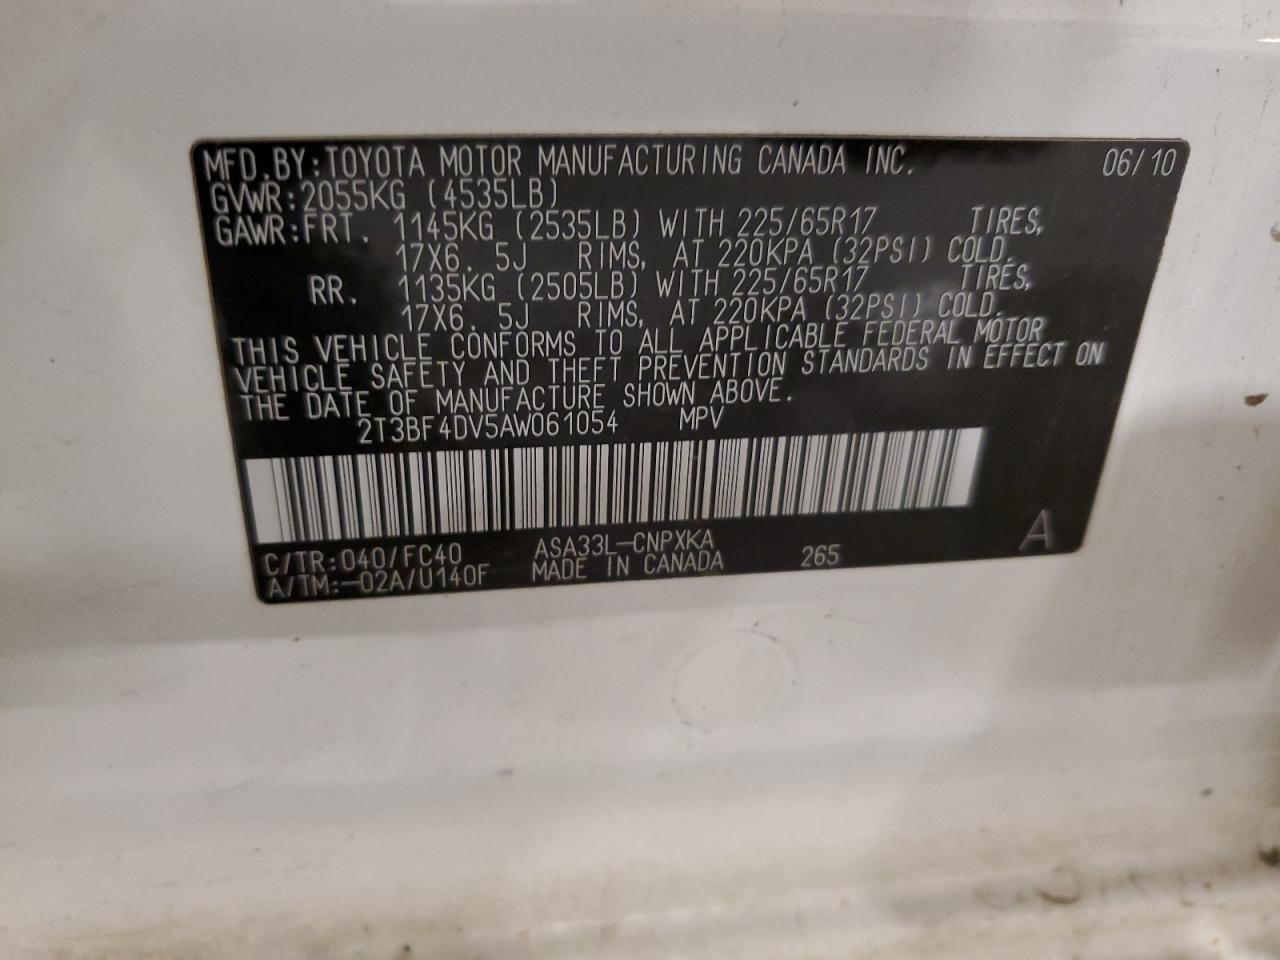 MFD.BY:TOYOTA MOTOR MANUFACTURING CANADA INC. 06/10
GVWR:2055KG (4535LB)
GAWR:FRT. 1145KG (2535LB) WITH 225/65R17 TIRES,
17X6. 5J RIMS, AT 220KPA (32PSI) COLD.
RR. 1135KG (2505LB) WITH 225/65R17 TIRES,
17X6. 5J RIMS, AT 220KPA (32PSI) COLD.
THIS VEHICLE CONFORMS TO ALL APPLICABLE FEDERAL MOTOR
VEHICLE SAFETY AND THEFT PREVENTION STANDARDS IN EFFECT ON
THE DATE OF MANUFACTURE SHOWN ABOVE.
2T3BF4DV5AW061054 MPV
C/TR:040/FC40 ASA33L-CNPXKA 265 A
A/TM:-02A/U140F MADE IN CANADA